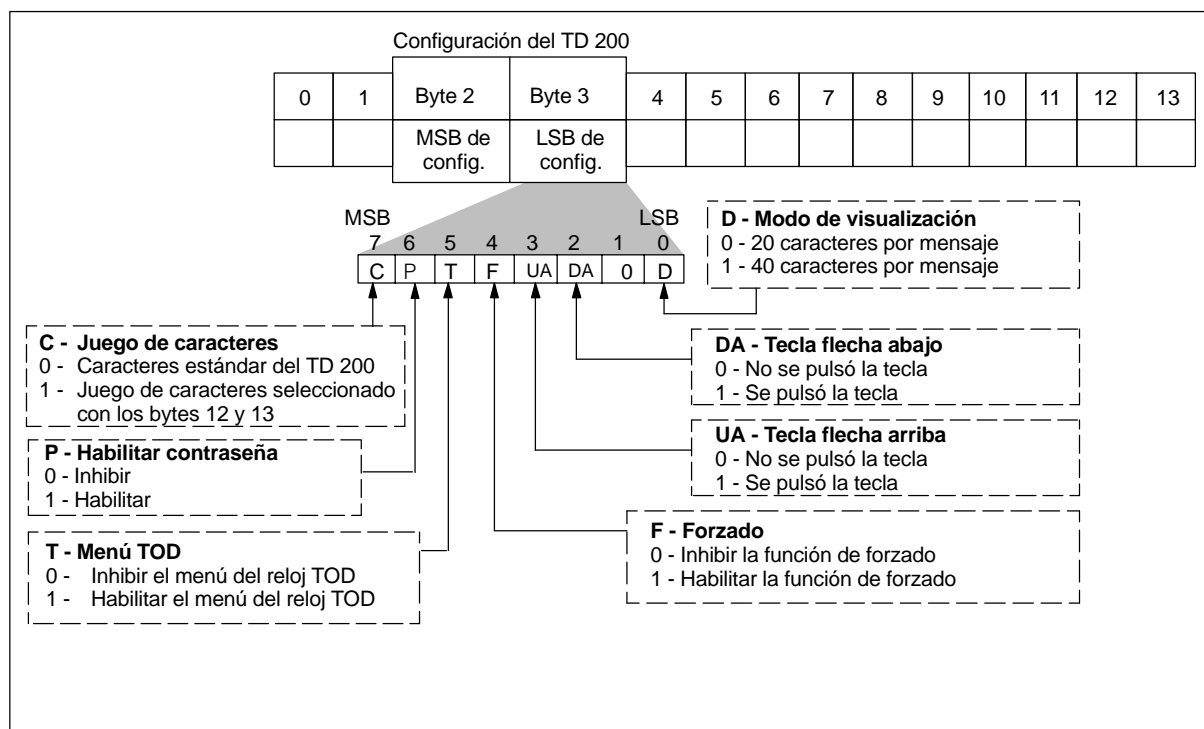 Configuración del TD 200
0 1 Byte 2 Byte 3 4 5 6 7 8 9 10 11 12 13
MSB de config. LSB de config.
MSB LSB
7 6 5 4 3 2 1 0
C P T F UA DA 0 D
D - Modo de visualización
0 - 20 caracteres por mensaje
1 - 40 caracteres por mensaje
C - Juego de caracteres
0- Caracteres estándar del TD 200
1 - Juego de caracteres seleccionado
con los bytes 12 y 13
DA - Tecla flecha abajo
0 - No se pulsó la tecla
1 - Se pulsó la tecla
P - Habilitar contraseña
0 - Inhibir
1 - Habilitar
UA - Tecla flecha arriba
0 - No se pulsó la tecla
1 - Se pulsó la tecla
T - Menú TOD
0 - Inhibir el menú del reloj TOD
1 - Habilitar el menú del reloj TOD
F - Forzado
0 - Inhibir la función de forzado
1 - Habilitar la función de forzado